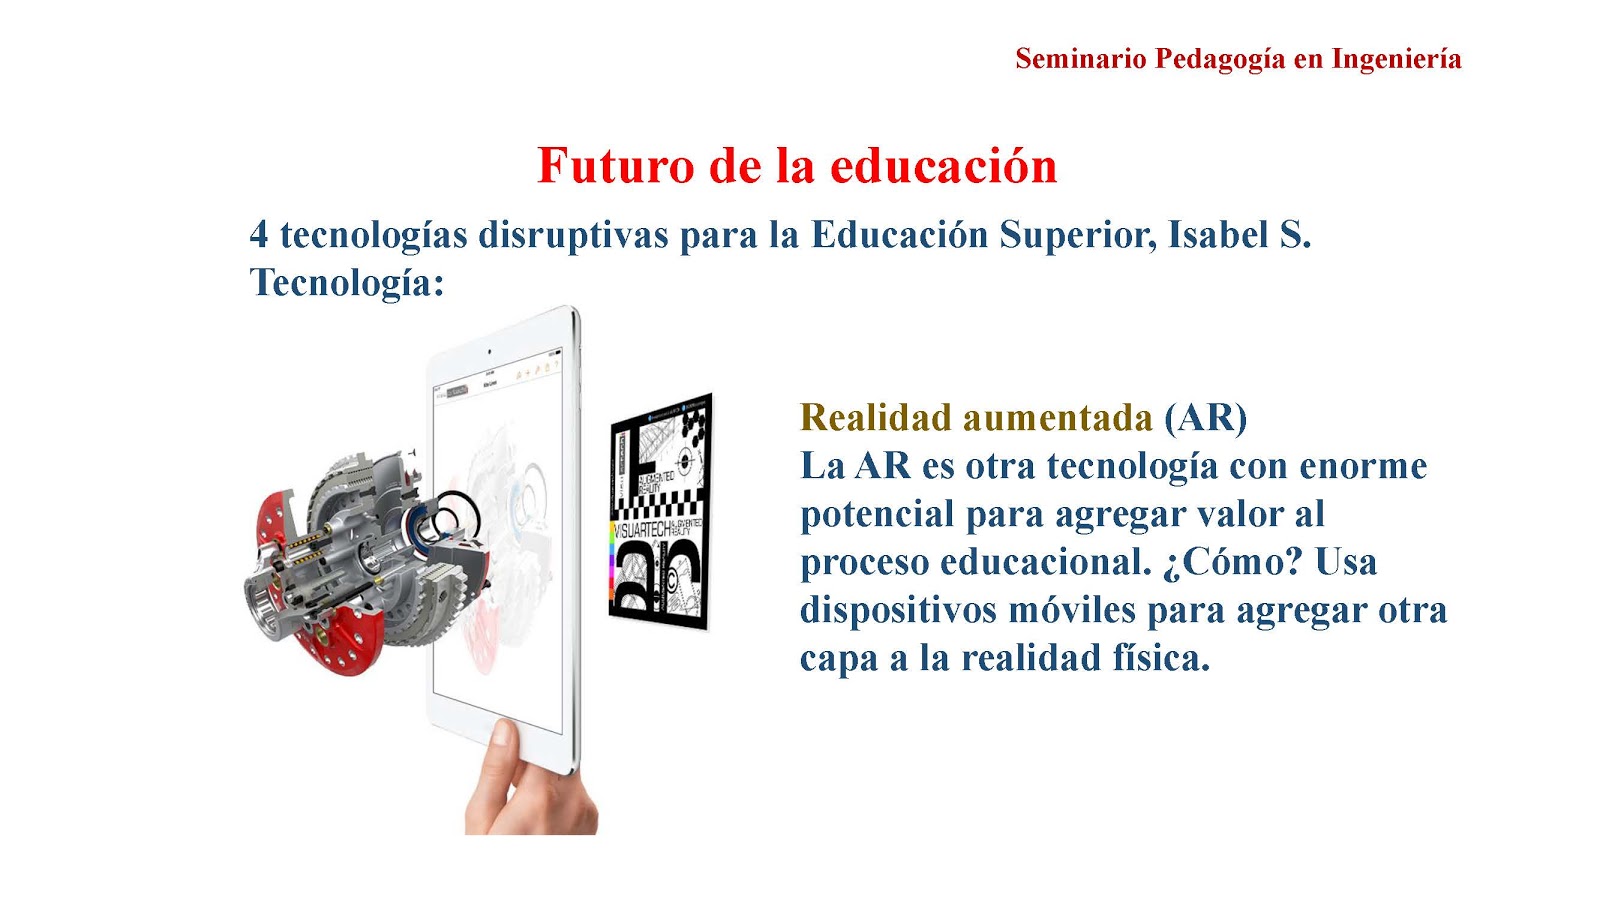 Seminario Pedagogía en Ingeniería
Futuro de la educación
4 tecnologías disruptivas para la Educación Superior, Isabel S.
Tecnología:
AUGMENTED
REALITY
VISUARTECH AUGMENTED
REALITY
Realidad aumentada (AR)
La AR es otra tecnología con enorme
potencial para agregar valor al
proceso educacional. ¿Cómo? Usa
dispositivos móviles para agregar otra
capa a la realidad física.